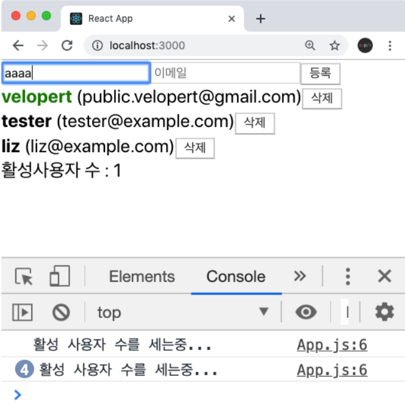 React App
localhost:3000
aaaa 이메일 등록
velopert (public.velopert@gmail.com) 삭제
tester (tester@example.com) 삭제
liz (liz@example.com) 삭제
활성사용자 수 : 1
Elements Console
top
활성 사용자 수를 세는중... App.js:6
4 활성 사용자 수를 세는중... App.js:6